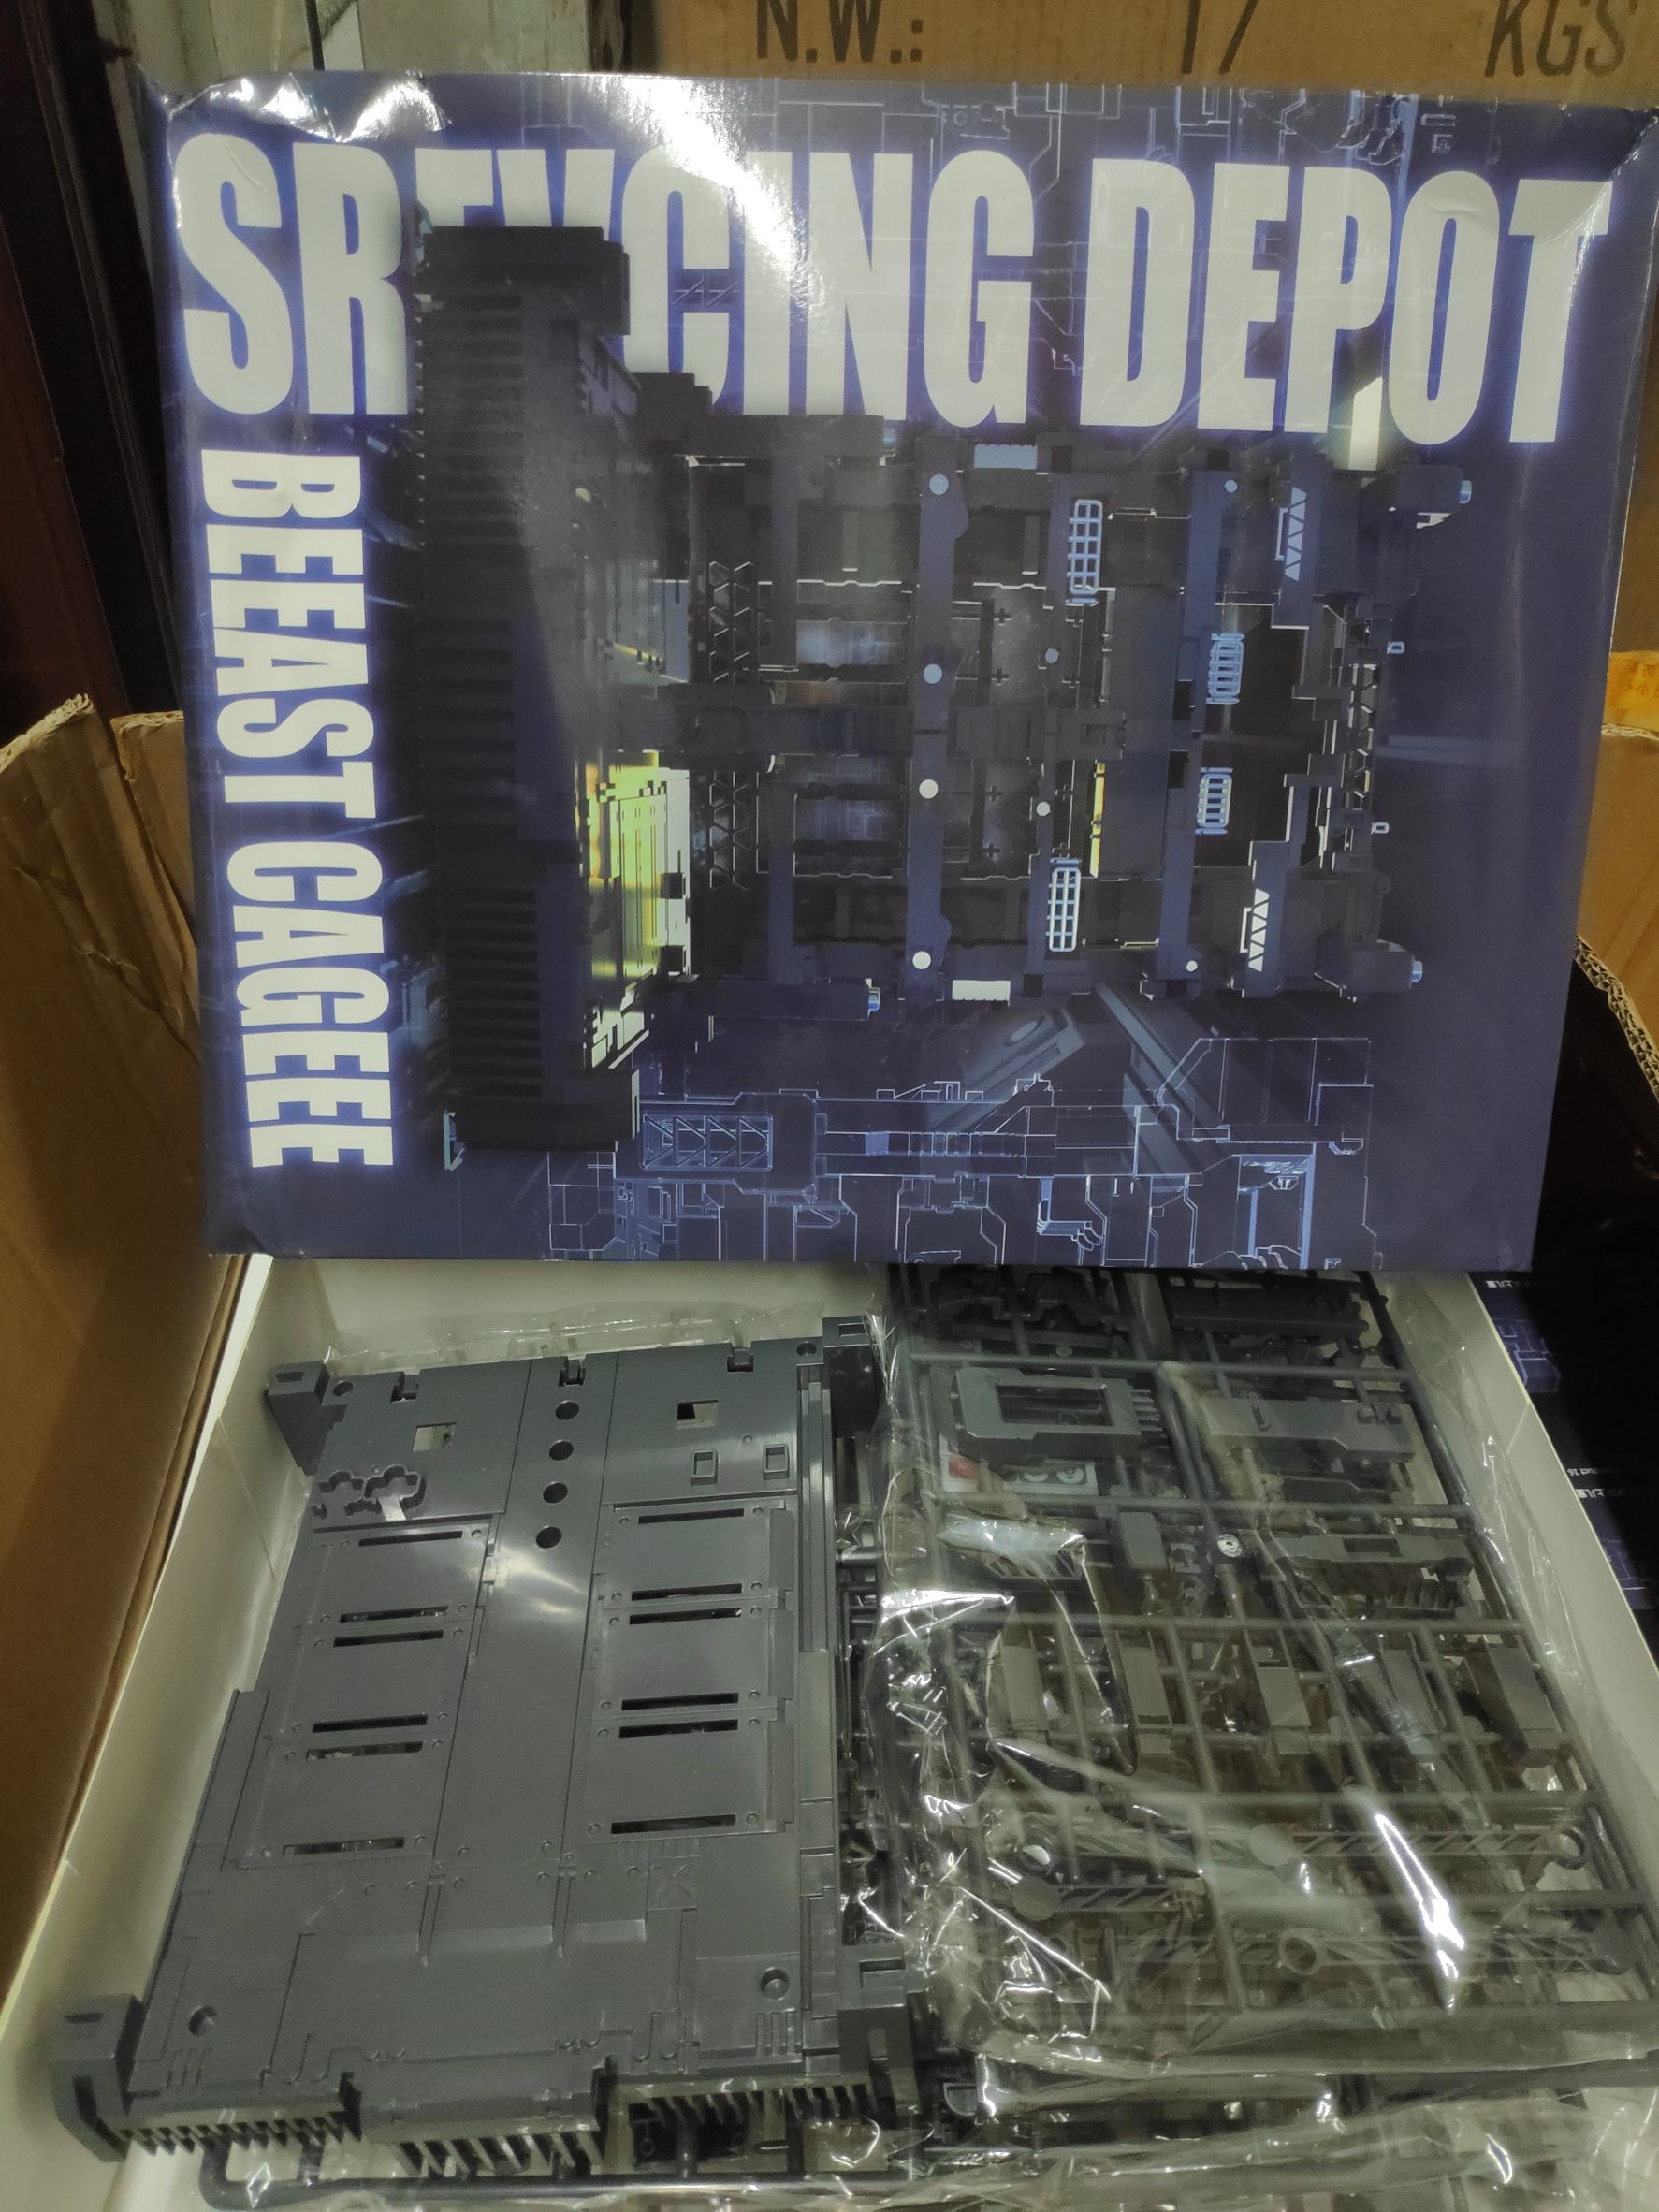 N.W.: 17 KGS
SREVCING DEPOT
BEEAST CAGEEE